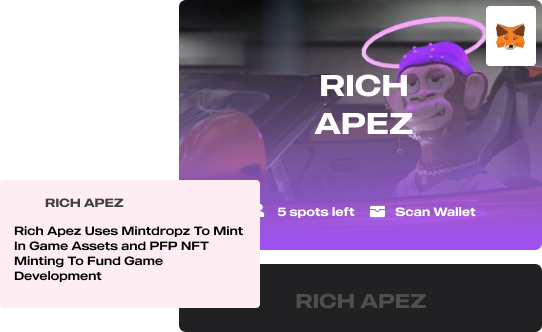 RICH
APEZ
5 spots left
Scan Wallet
RICH APEZ
Rich Apez Uses Mintdropz To Mint
In Game Assets and PFP NFT
Minting To Fund Game
Development
RICH APEZ